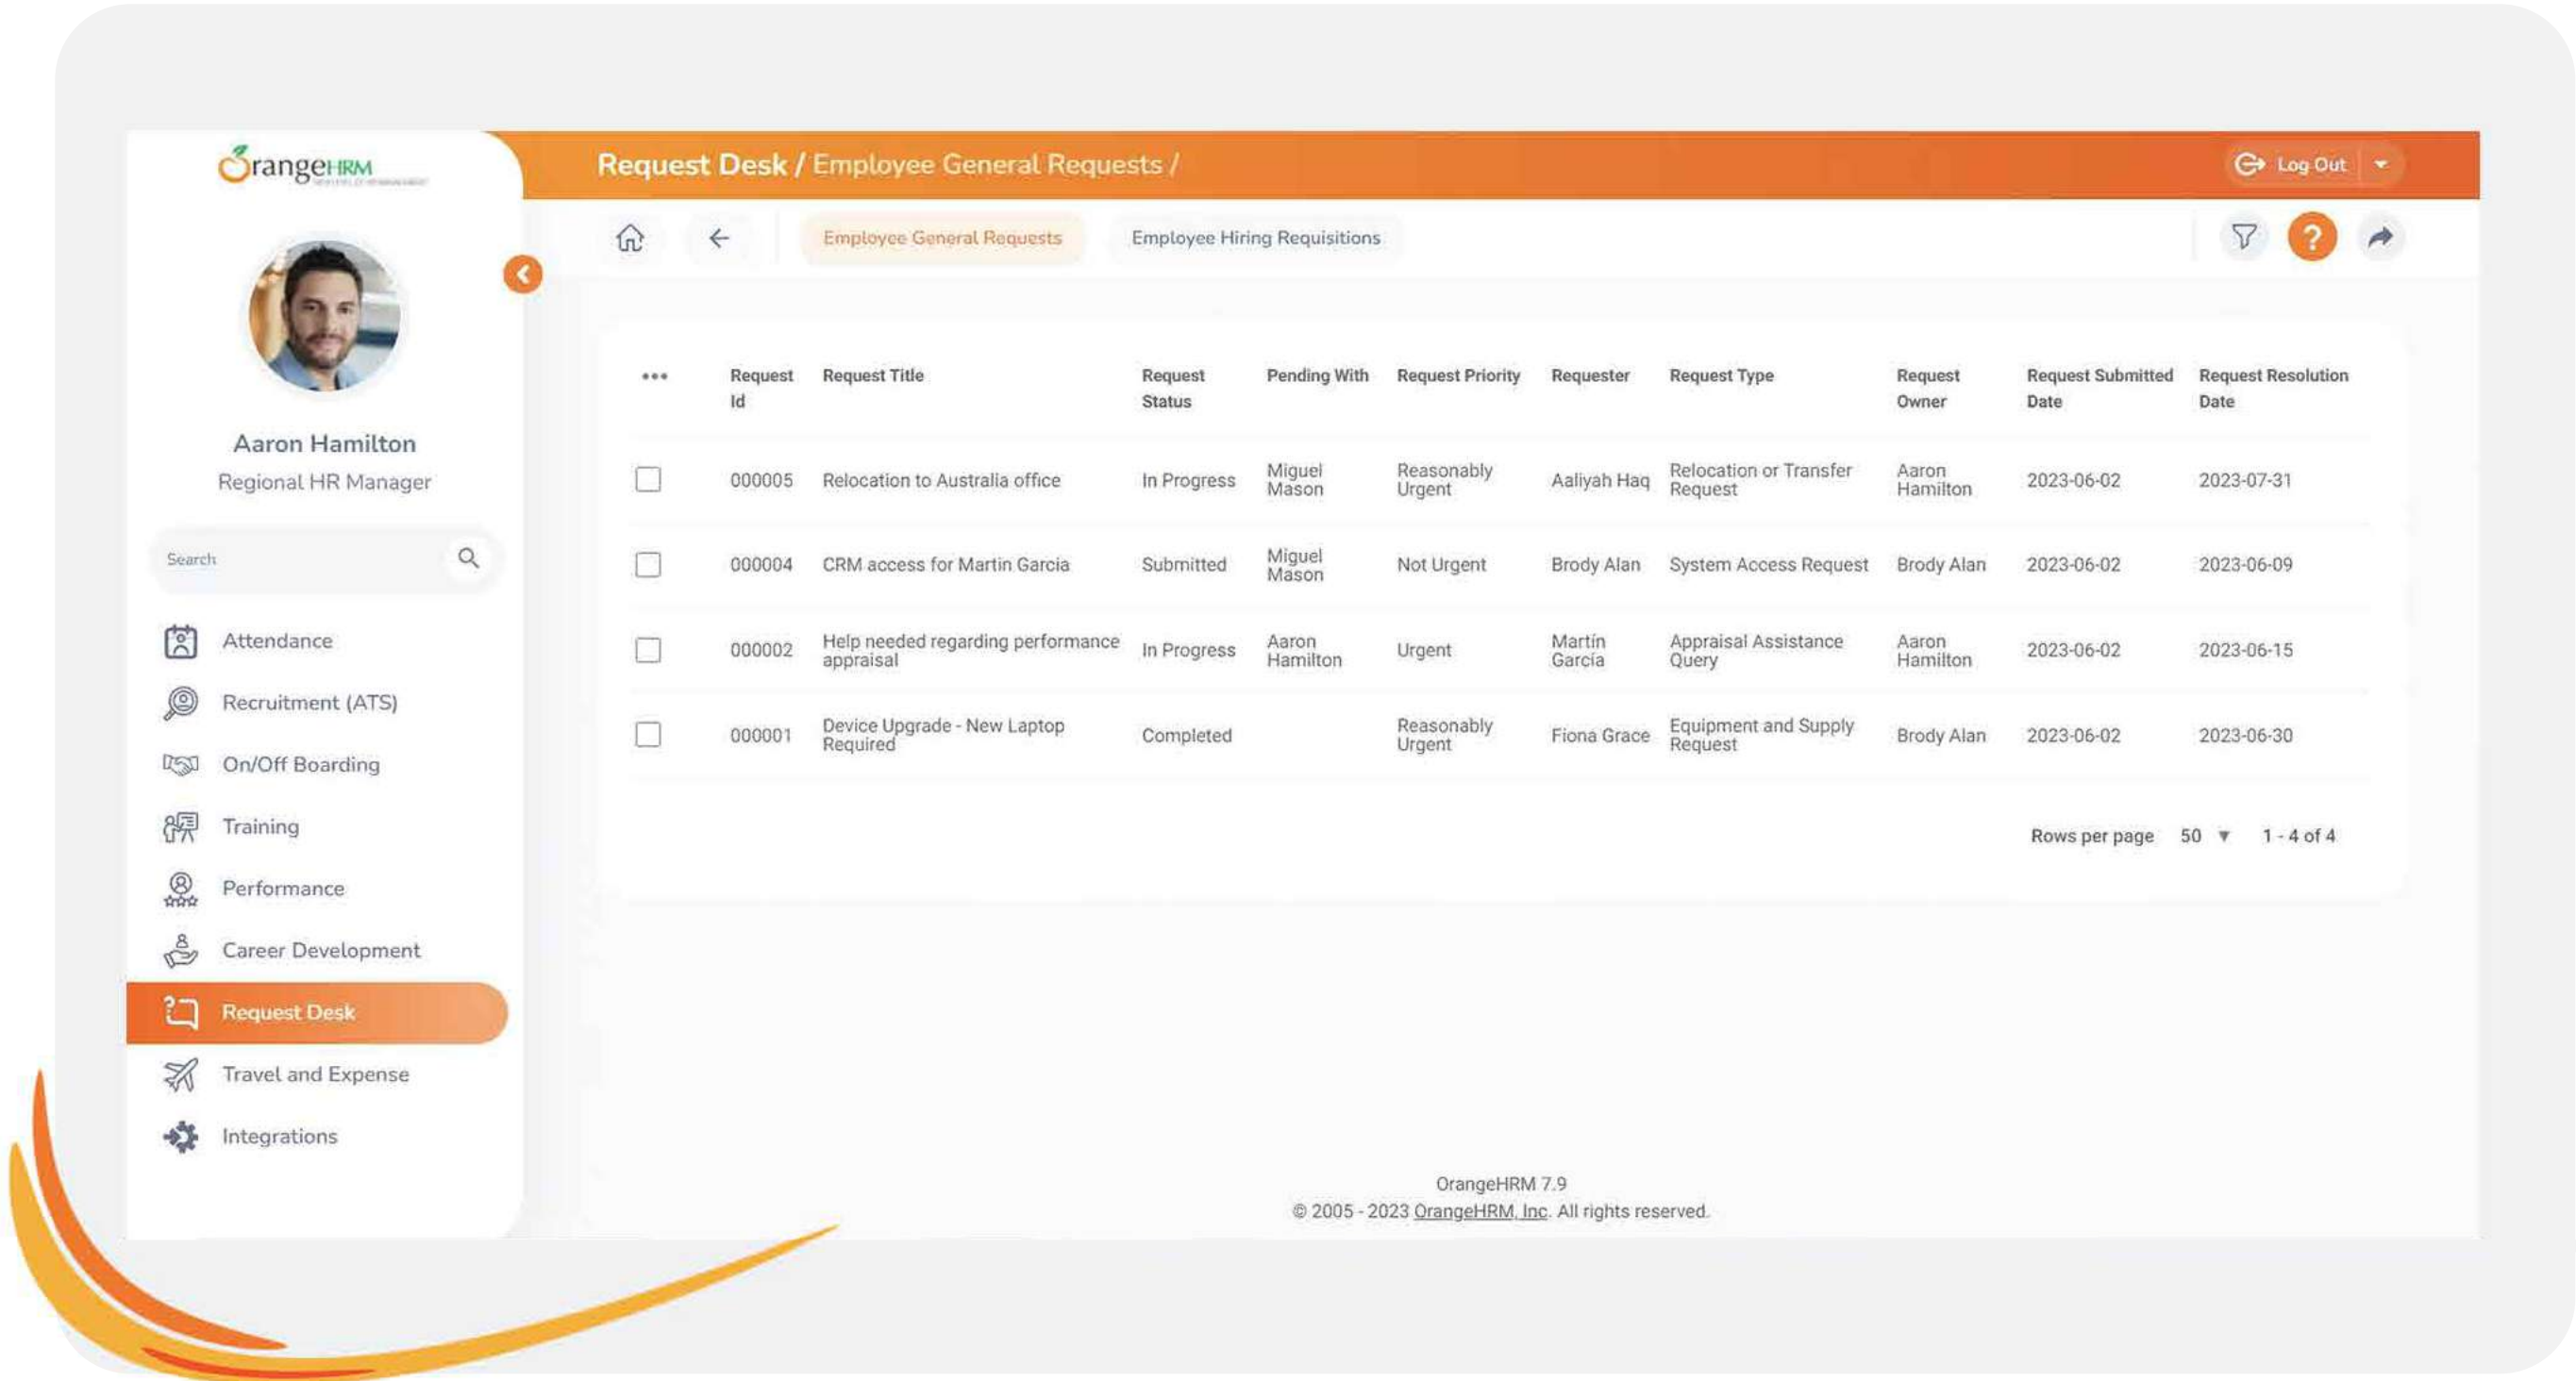 OrangeHRM
Request Desk / Employee General Requests /
Log Out
Employee General Requests
Employee Hiring Requisitions
?
Aaron Hamilton
Regional HR Manager
Search
Attendance
Recruitment (ATS)
On/Off Boarding
Training
Performance
Career Development
Request Desk
Travel and Expense
Integrations
••• Request Id Request Title Request Status Pending With Request Priority Requester Request Type Request Owner Request Submitted Date Request Resolution Date
000005 Relocation to Australia office In Progress Miguel Mason Reasonably Urgent Aaliyah Haq Relocation or Transfer Request Aaron Hamilton 2023-06-02 2023-07-31
000004 CRM access for Martin Garcia Submitted Miguel Mason Not Urgent Brody Alan System Access Request Brody Alan 2023-06-02 2023-06-09
000002 Help needed regarding performance appraisal In Progress Aaron Hamilton Urgent Martín García Appraisal Assistance Query Aaron Hamilton 2023-06-02 2023-06-15
000001 Device Upgrade - New Laptop Required Completed Reasonably Urgent Fiona Grace Equipment and Supply Request Brody Alan 2023-06-02 2023-06-30
Rows per page 50 ▼ 1 - 4 of 4
OrangeHRM 7.9
© 2005 - 2023 OrangeHRM, Inc. All rights reserved.